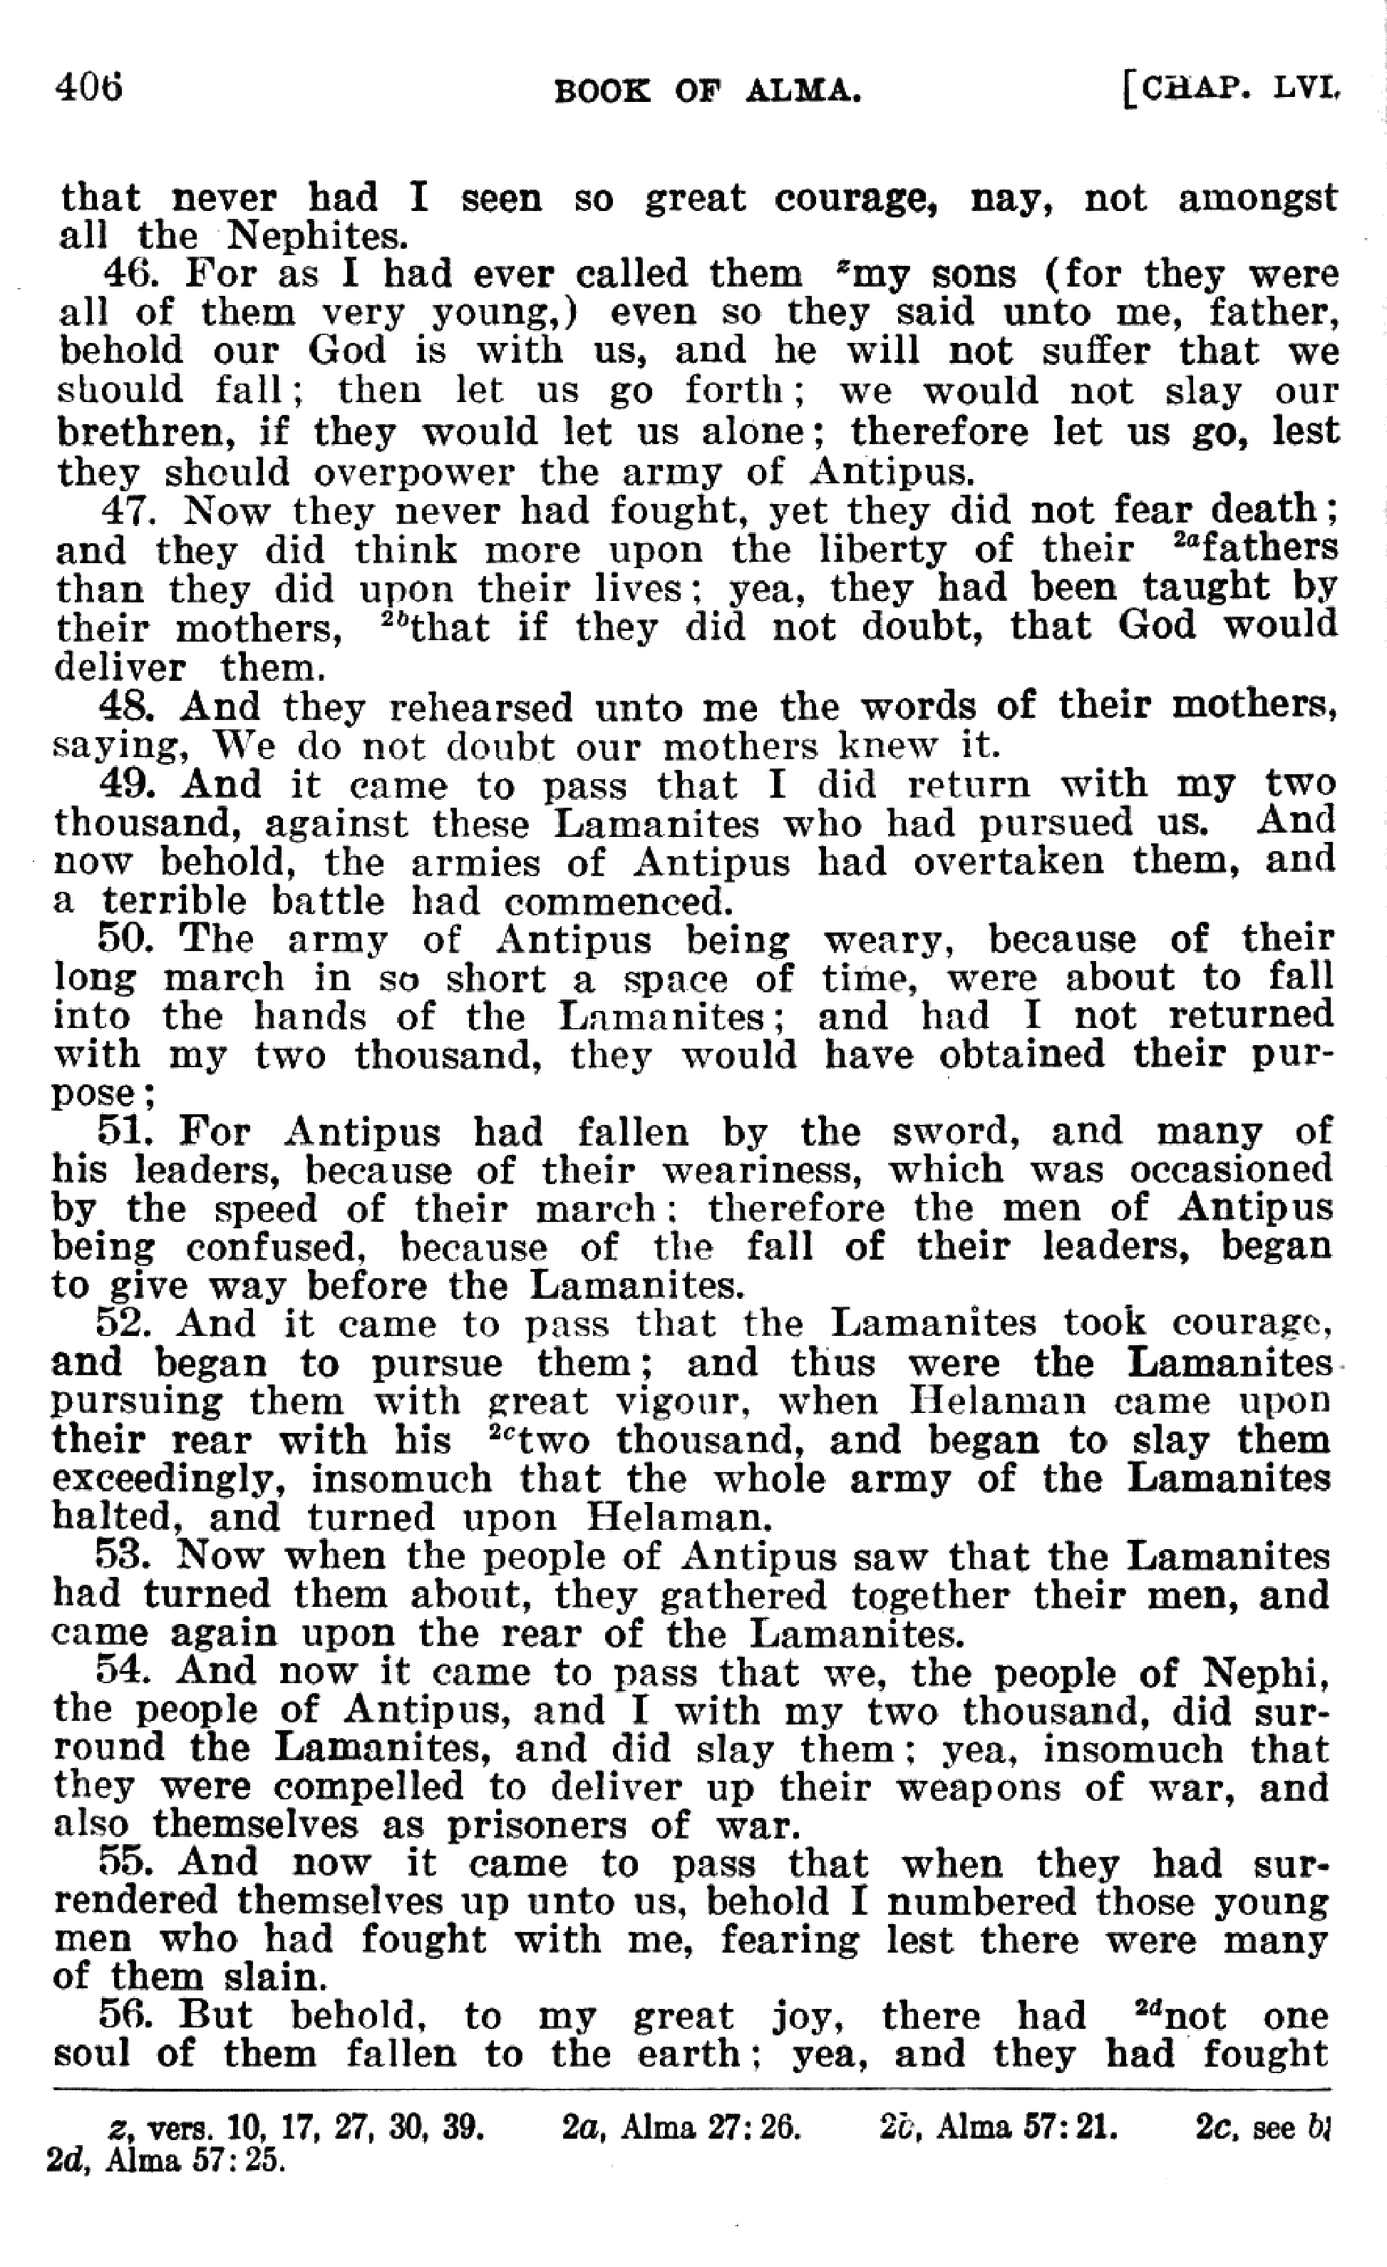 406 BOOK OF ALMA. [CHAP. LVI.
that never had I seen so great courage, nay, not amongst
all the Nephites.
46. For as I had ever called them zmy sons (for they were
all of them very young,) even so they said unto me, father,
behold our God is with us, and he will not suffer that we
should fall; then let us go forth; we would not slay our
brethren, if they would let us alone; therefore let us go, lest
they should overpower the army of Antipus.
47. Now they never had fought, yet they did not fear death;
and they did think more upon the liberty of their 2afathers
than they did upon their lives; yea, they had been taught by
their mothers, 2bthat if they did not doubt, that God would
deliver them.
48. And they rehearsed unto me the words of their mothers,
saying, We do not doubt our mothers knew it.
49. And it came to pass that I did return with my two
thousand, against these Lamanites who had pursued us. And
now behold, the armies of Antipus had overtaken them, and
a terrible battle had commenced.
50. The army of Antipus being weary, because of their
long march in so short a space of time, were about to fall
into the hands of the Lamanites; and had I not returned
with my two thousand, they would have obtained their pur-
pose;
51. For Antipus had fallen by the sword, and many of
his leaders, because of their weariness, which was occasioned
by the speed of their march: therefore the men of Antipus
being confused, because of the fall of their leaders, began
to give way before the Lamanites.
52. And it came to pass that the Lamanites took courage,
and began to pursue them; and thus were the Lamanites
pursuing them with great vigour, when Helaman came upon
their rear with his 2ctwo thousand, and began to slay them
exceedingly, insomuch that the whole army of the Lamanites
halted, and turned upon Helaman.
53. Now when the people of Antipus saw that the Lamanites
had turned them about, they gathered together their men, and
came again upon the rear of the Lamanites.
54. And now it came to pass that we, the people of Nephi,
the people of Antipus, and I with my two thousand, did sur-
round the Lamanites, and did slay them; yea, insomuch that
they were compelled to deliver up their weapons of war, and
also themselves as prisoners of war.
55. And now it came to pass that when they had sur-
rendered themselves up unto us, behold I numbered those young
men who had fought with me, fearing lest there were many
of them slain.
56. But behold, to my great joy, there had 2dnot one
soul of them fallen to the earth; yea, and they had fought
z, vers. 10, 17, 27, 30, 39. 2a, Alma 27:26. 2b, Alma 57:21. 2c, see b;
2d, Alma 57:25.